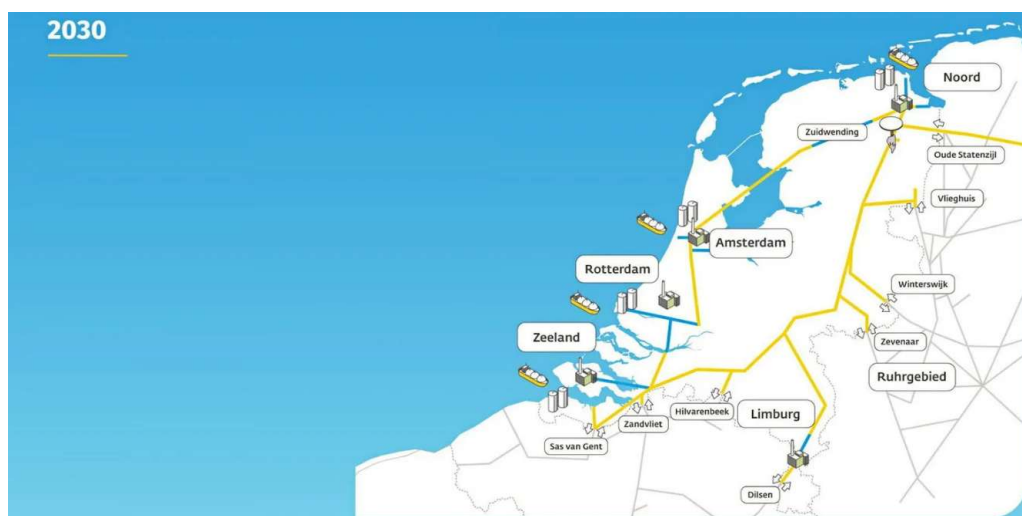 2030
Noord
Zuidwending
Oude Statenzijl
Vlieghuis
Amsterdam
Rotterdam
Winterswijk
Zeeland
Zevenaar
Ruhrgebied
Hilvarenbeek
Limburg
Zandvliet
Sas van Gent
Dilsen